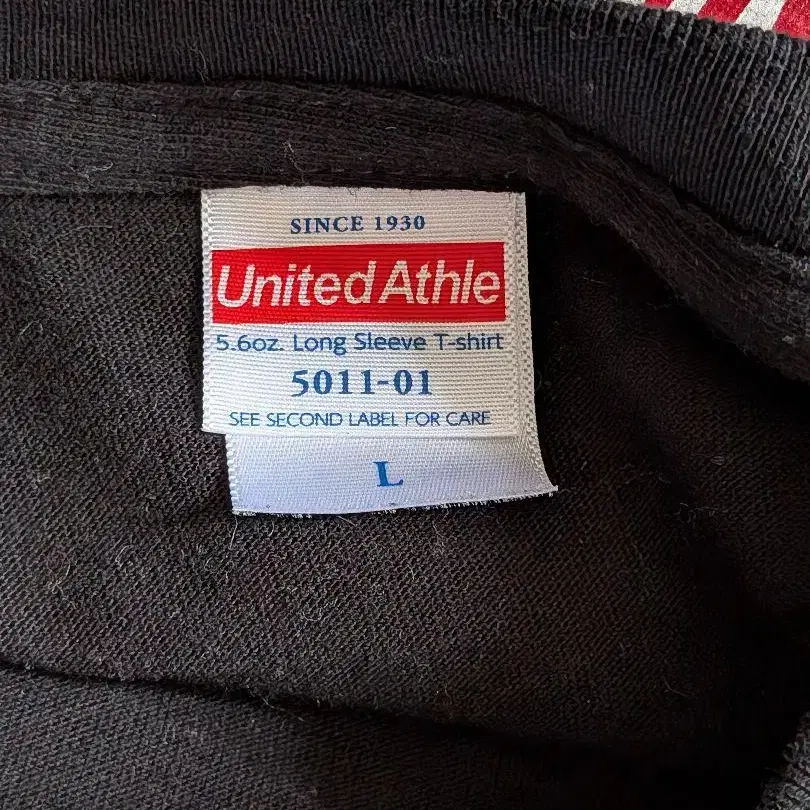 SINCE 1930
United Athle
5.6oz. Long Sleeve T-shirt
5011-01
SEE SECOND LABEL FOR CARE
L